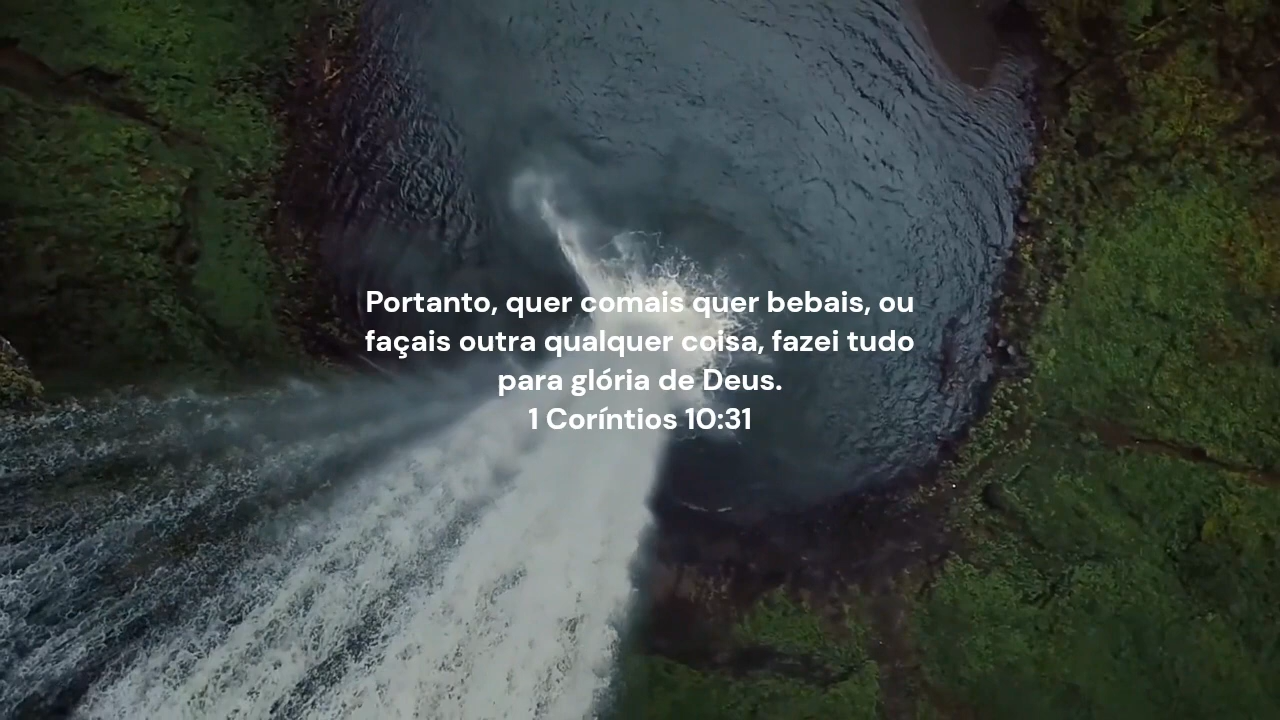 Portanto, quer comais quer bebais, ou
façais outra qualquer coisa, fazei tudo
para glória de Deus.
1 Coríntios 10:31